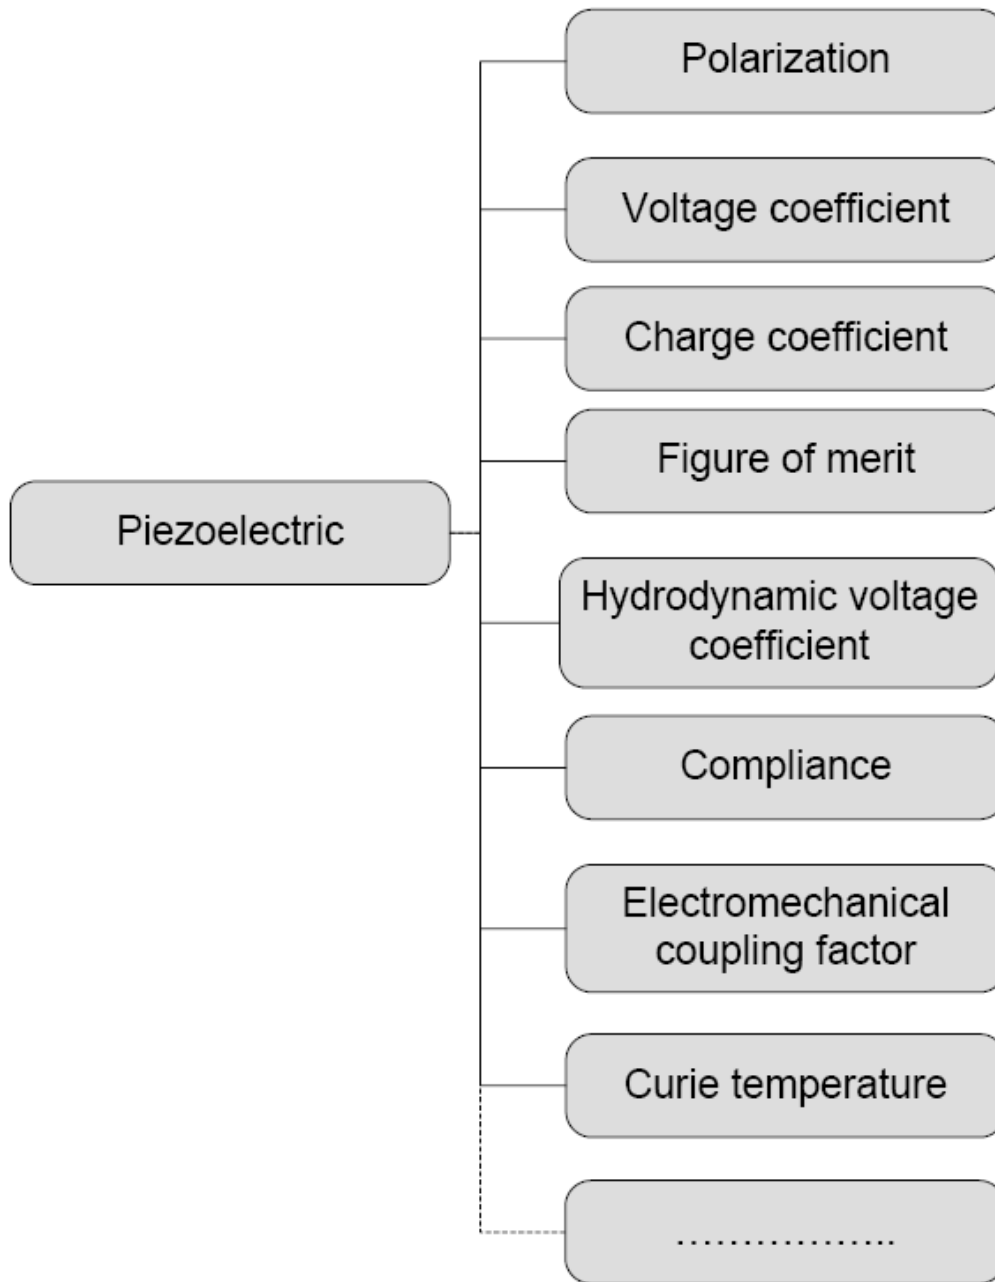 Polarization
Voltage coefficient
Charge coefficient
Figure of merit
Piezoelectric
Hydrodynamic voltage
coefficient
Compliance
Electromechanical
coupling factor
Curie temperature
.................